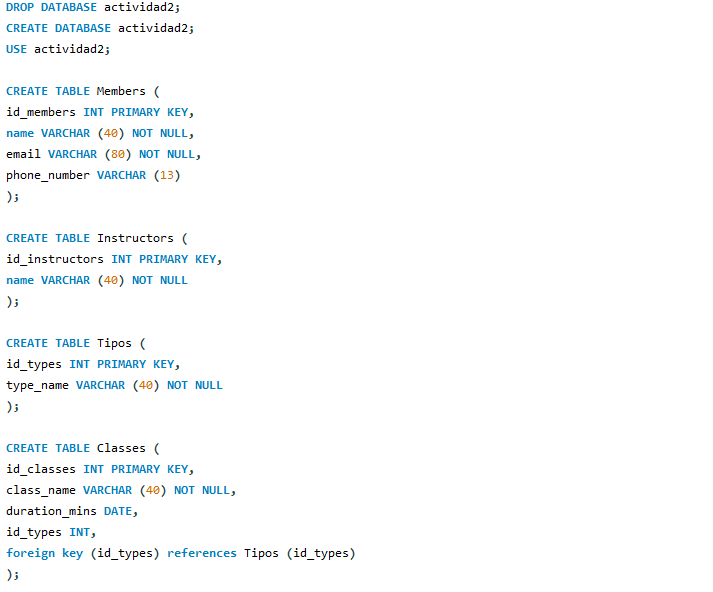 DROP DATABASE actividad2;
CREATE DATABASE actividad2;
USE actividad2;
CREATE TABLE Members (
id_members INT PRIMARY KEY,
name VARCHAR (40) NOT NULL,
email VARCHAR (80) NOT NULL,
phone_number VARCHAR (13)
);
CREATE TABLE Instructors (
id_instructors INT PRIMARY KEY,
name VARCHAR (40) NOT NULL
);
CREATE TABLE Tipos (
id_types INT PRIMARY KEY,
type_name VARCHAR (40) NOT NULL
);
CREATE TABLE Classes (
id_classes INT PRIMARY KEY,
class_name VARCHAR (40) NOT NULL,
duration_mins DATE,
id_types INT,
foreign key (id_types) references Tipos (id_types)
);